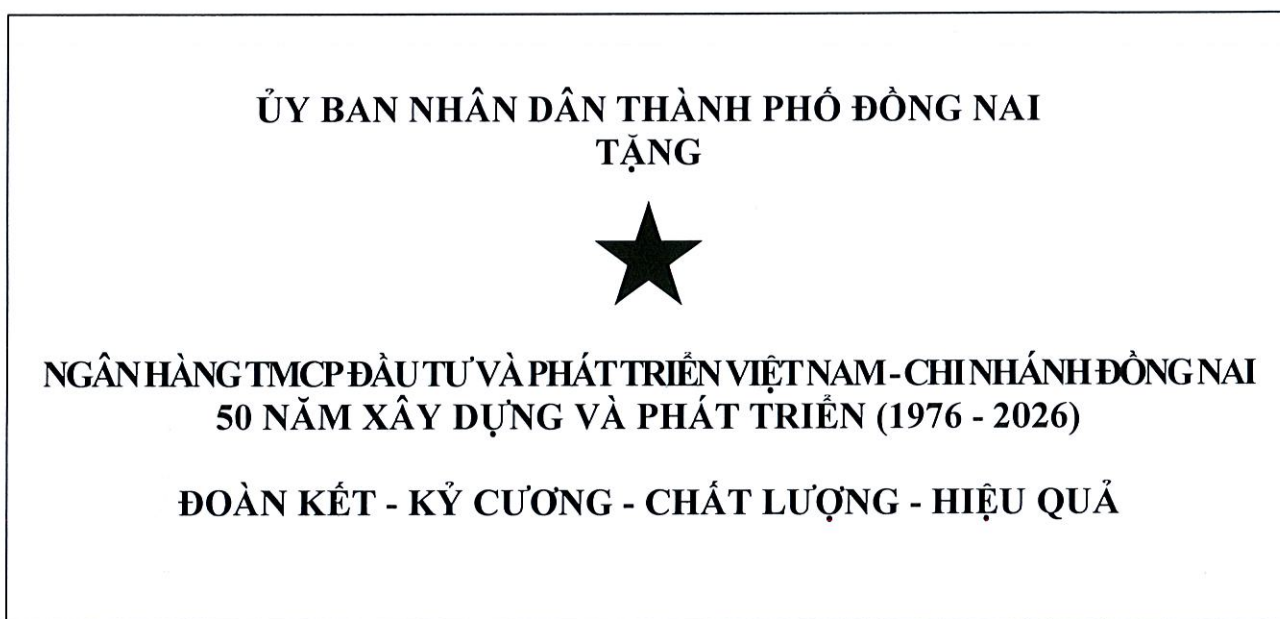 ỦY BAN NHÂN DÂN THÀNH PHỐ ĐỒNG NAI
TẶNG
NGÂN HÀNG TMCP ĐẦU TƯ VÀ PHÁT TRIỂN VIỆT NAM - CHI NHÁNH ĐỒNG NAI
50 NĂM XÂY DỰNG VÀ PHÁT TRIỂN (1976 - 2026)
ĐOÀN KẾT - KỶ CƯƠNG - CHẤT LƯỢNG - HIỆU QUẢ